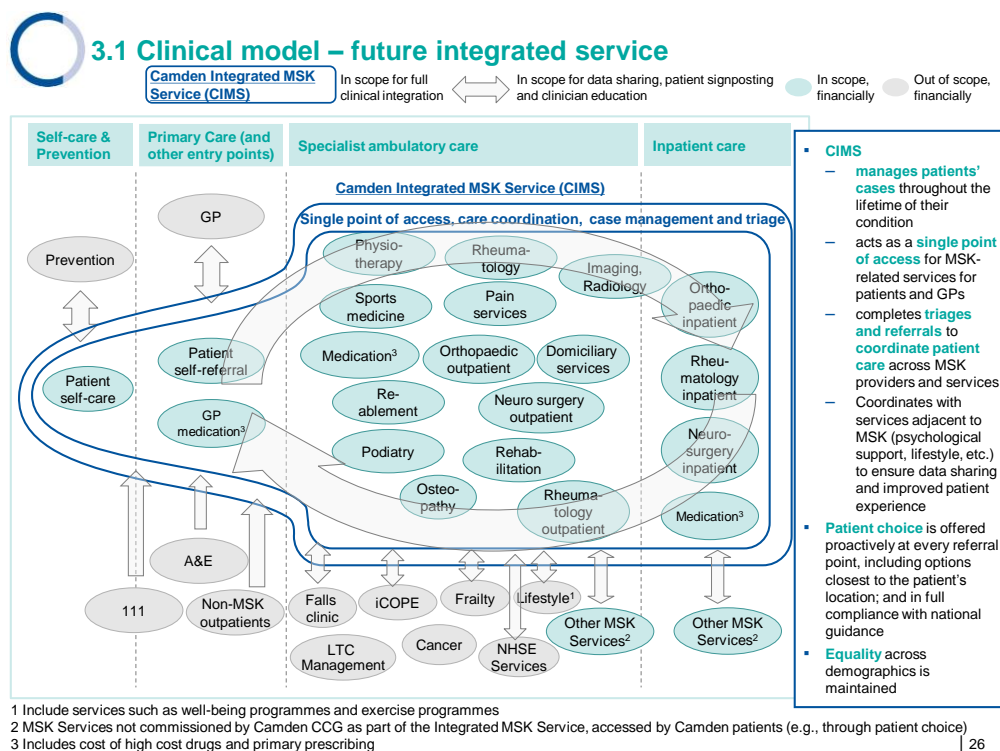 3.1 Clinical model – future integrated service
Camden Integrated MSK
Service (CIMS)
In scope for full
clinical integration
In scope for data sharing, patient signposting
and clinician education
In scope,
financially
Out of scope,
financially
Self-care &
Prevention
Primary Care (and
other entry points)
Specialist ambulatory care
Inpatient care
Camden Integrated MSK Service (CIMS)
Single point of access, care coordination, case management and triage
GP
Prevention
Patient
self-care
Patient
self-referral
GP
medication³
Physio-
therapy
Rheuma-
tology
Imaging,
Radiology
Sports
medicine
Pain
services
Medication³
Orthopaedic
outpatient
Domiciliary
services
Re-
ablement
Neuro surgery
outpatient
Podiatry
Rehab-
ilitation
Osteo-
pathy
Rheuma-
tology
outpatient
Ortho-
paedic
inpatient
Rheu-
matology
inpatient
Neuro-
surgery
inpatient
Medication³
A&E
111
Non-MSK
outpatients
Falls
clinic
iCOPE
Frailty
Lifestyle¹
Other MSK
Services²
Other MSK
Services²
LTC
Management
Cancer
NHSE
Services
▪ CIMS
– manages patients'
cases throughout the
lifetime of their
condition
– acts as a single point
of access for MSK-
related services for
patients and GPs
– completes triages
and referrals to
coordinate patient
care across MSK
providers and services
– Coordinates with
services adjacent to
MSK (psychological
support, lifestyle, etc.)
to ensure data sharing
and improved patient
experience
▪ Patient choice is offered
proactively at every referral
point, including options
closest to the patient's
location; and in full
compliance with national
guidance
▪ Equality across
demographics is
maintained
1 Include services such as well-being programmes and exercise programmes
2 MSK Services not commissioned by Camden CCG as part of the Integrated MSK Service, accessed by Camden patients (e.g., through patient choice)
3 Includes cost of high cost drugs and primary prescribing
26